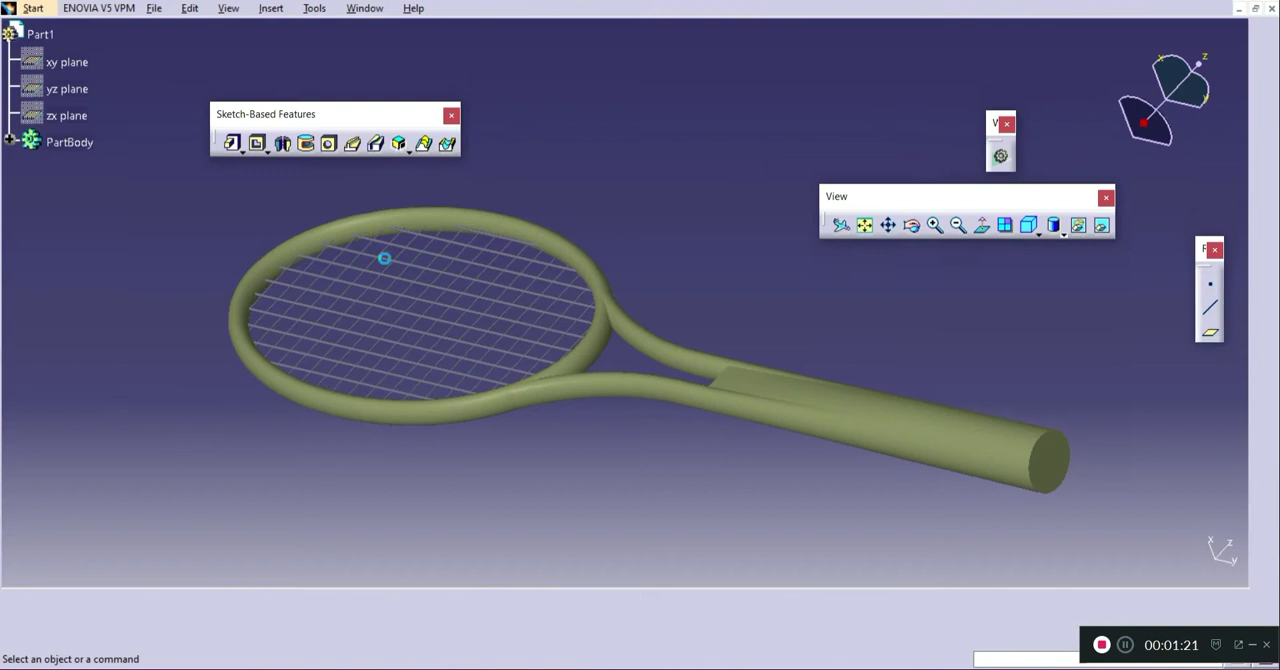 Start ENOVIA V5 VPM File Edit View Insert Tools Window Help
Part1
xy plane
yz plane
zx plane
PartBody
Sketch-Based Features
View
x
z
y
x
z
y
00:01:21
Select an object or a command